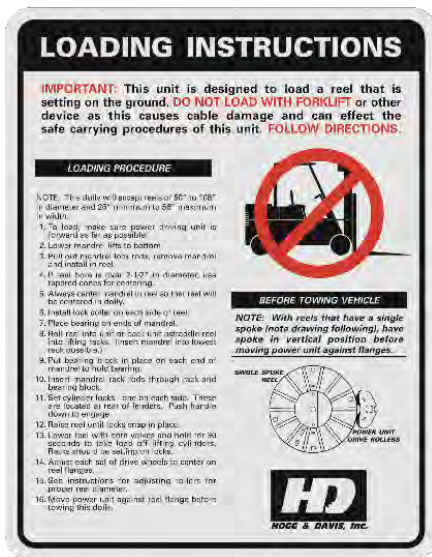 LOADING INSTRUCTIONS
IMPORTANT: This unit is designed to load a reel that is
setting on the ground. DO NOT LOAD WITH FORKLIFT or other
device as this causes cable damage and can effect the
safe carrying procedures of this unit. FOLLOW DIRECTIONS.
LOADING PROCEDURE
NOTE: This dolly will accept reels of 50" to 108"
in diameter and 25" minimum to 56" maximum
in width.
1. To load, make sure power driving unit is
forward as far as possible.
2. Lower mandrel lifts to bottom.
3. Pull out mandrel lock rods, remove mandrel
and install in reel.
4. If reel bore is over 2-1/2" in diameter, use
tapered cones for centering.
5. Always center mandrel in reel so that reel will
be centered in dolly.
6. Install lock collar on each side of reel.
7. Place bearing on ends of mandrel.
8. Roll reel into unit or back unit astraddle reel
into lifting racks. (Insert mandrel into lowest
rack possible.)
9. Put bearing block in place on each end of
mandrel to hold bearing.
10. Insert mandrel rack rods through rack and
bearing block.
11. Set cylinder locks - one on each side. These
are located at rear of fenders. Push handle
down to engage.
12. Raise reel until locks snap in place.
13. Lower reel with both valves and hold for 30
seconds to take load off lifting cylinders.
Racks should be setting on locks.
14. Adjust each set of drive wheels to center on
reel flanges.
15. See instructions for adjusting rollers for
proper reel diameter.
16. Move power unit against reel flange before
towing this dolly.
BEFORE TOWING VEHICLE
NOTE: With reels that have a single
spoke (note drawing following), have
spoke in vertical position before
moving power unit against flanges.
SINGLE SPOKE
REEL
POWER UNIT
DRIVE ROLLERS
HD
HOGG & DAVIS, Inc.